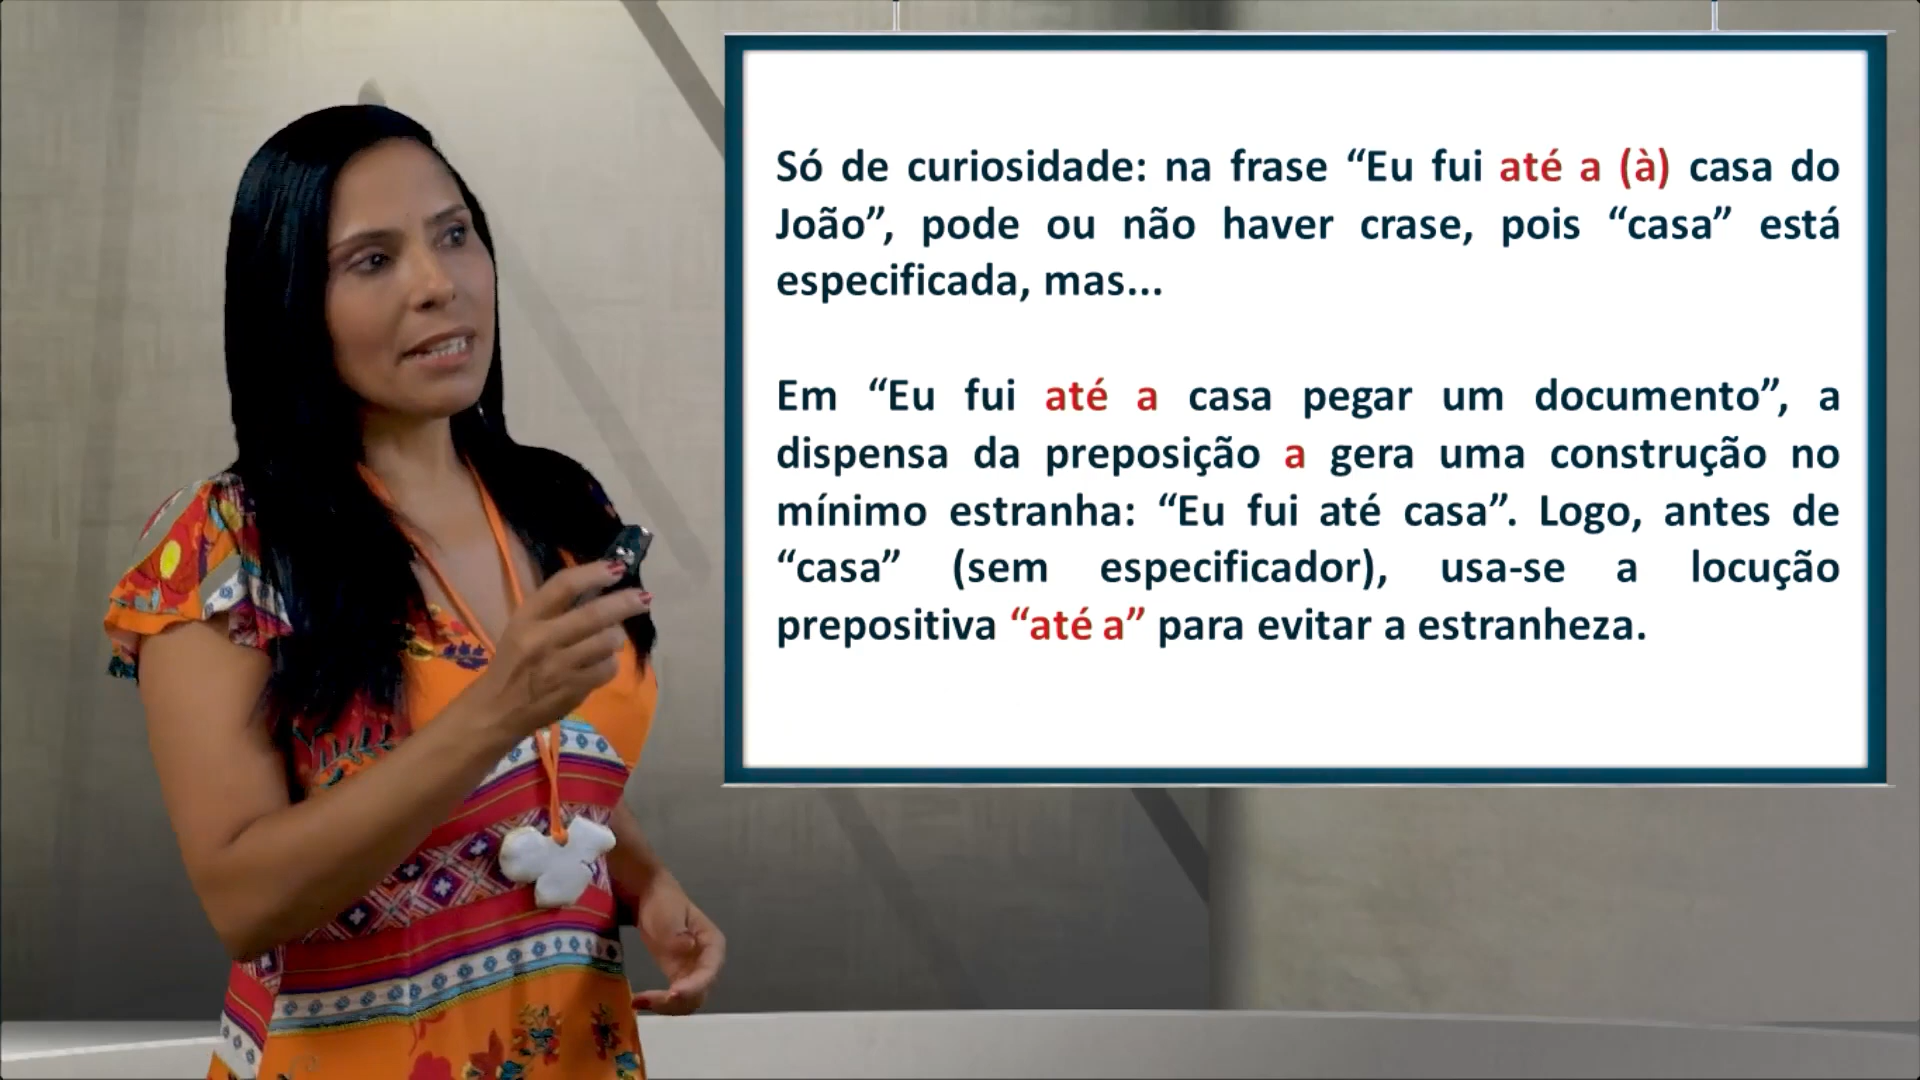 Só de curiosidade: na frase “Eu fui até a (à) casa do
João”, pode ou não haver crase, pois “casa” está
especificada, mas...
Em “Eu fui até a casa pegar um documento”, a
dispensa da preposição a gera uma construção no
mínimo estranha: “Eu fui até casa”. Logo, antes de
“casa” (sem especificador), usa-se a locução
prepositiva “até a” para evitar a estranheza.